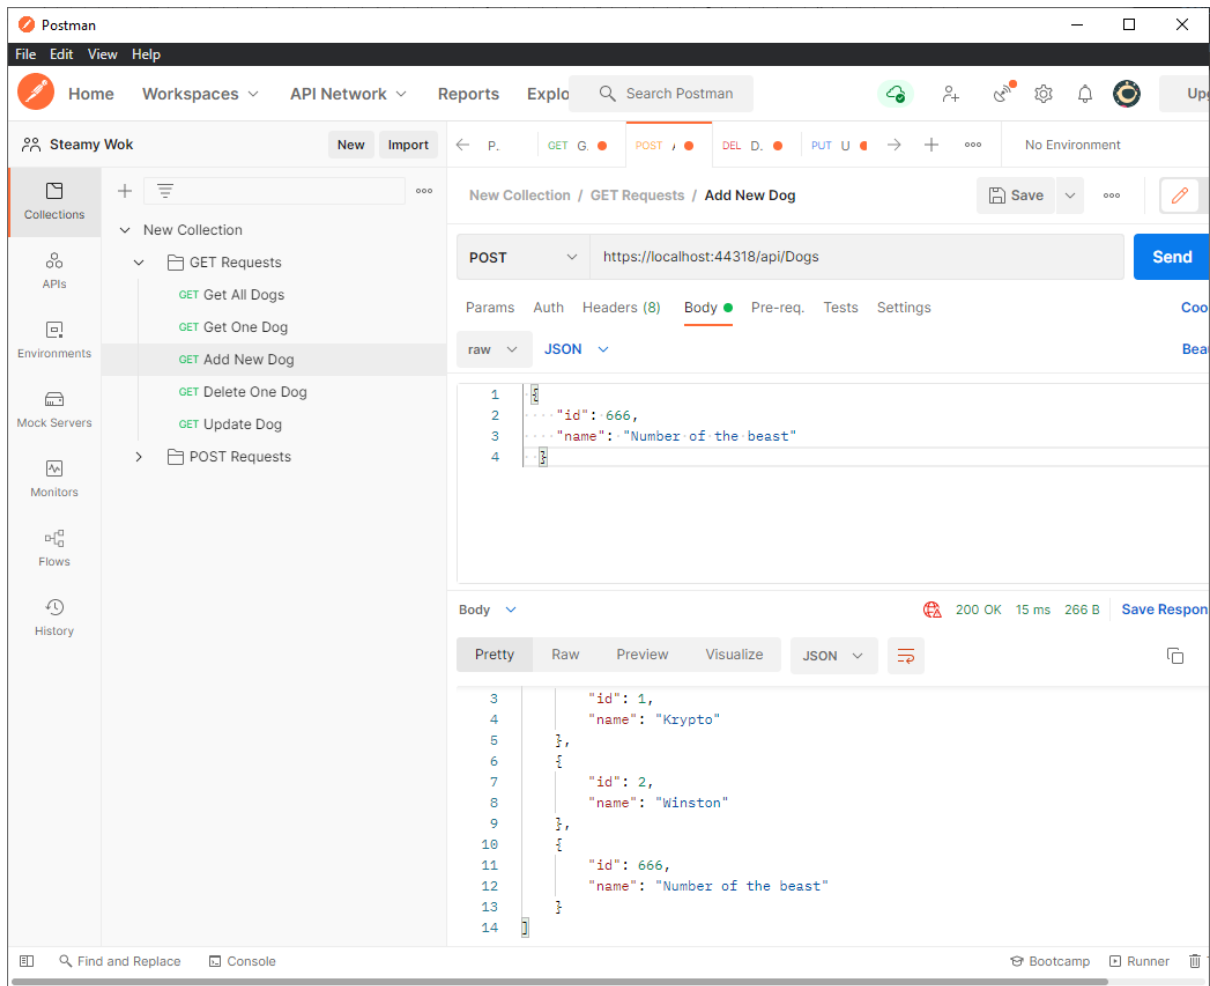 Postman
File Edit View Help
Home Workspaces API Network Reports Explo Search Postman Upg
Steamy Wok New Import
P. GET G. POST DEL D. PUT U No Environment
Collections
APIs
Environments
Mock Servers
Monitors
Flows
History
New Collection
GET Requests
GET Get All Dogs
GET Get One Dog
GET Add New Dog
GET Delete One Dog
GET Update Dog
POST Requests
New Collection / GET Requests / Add New Dog Save
POST https://localhost:44318/api/Dogs Send
Params Auth Headers (8) Body Pre-req. Tests Settings Coo
raw JSON Bea
1 {
2 "id": 666,
3 "name": "Number of the beast"
4 }
Body 200 OK 15 ms 266 B Save Respon
Pretty Raw Preview Visualize JSON
3 "id": 1,
4 "name": "Krypto"
5 },
6 {
7 "id": 2,
8 "name": "Winston"
9 },
10 {
11 "id": 666,
12 "name": "Number of the beast"
13 }
14 ]
Find and Replace Console Bootcamp Runner